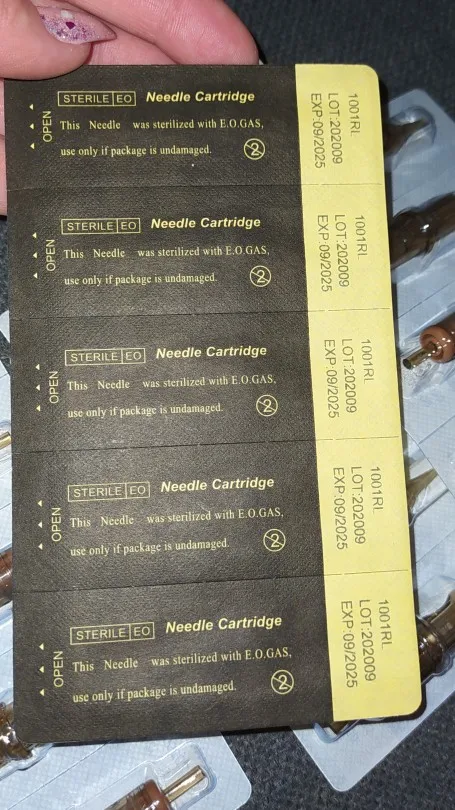 OPEN
STERILE EO Needle Cartridge
This Needle was sterilized with E.O.GAS,
use only if package is undamaged.
2
1001RL
LOT:202009
EXP:09/2025
OPEN
STERILE EO Needle Cartridge
This Needle was sterilized with E.O.GAS,
use only if package is undamaged.
2
1001RL
LOT:202009
EXP:09/2025
OPEN
STERILE EO Needle Cartridge
This Needle was sterilized with E.O.GAS,
use only if package is undamaged.
2
1001RL
LOT:202009
EXP:09/2025
OPEN
STERILE EO Needle Cartridge
This Needle was sterilized with E.O.GAS,
use only if package is undamaged.
2
1001RL
LOT:202009
EXP:09/2025
OPEN
STERILE EO Needle Cartridge
This Needle was sterilized with E.O.GAS,
use only if package is undamaged.
2
1001RL
LOT:202009
EXP:09/2025